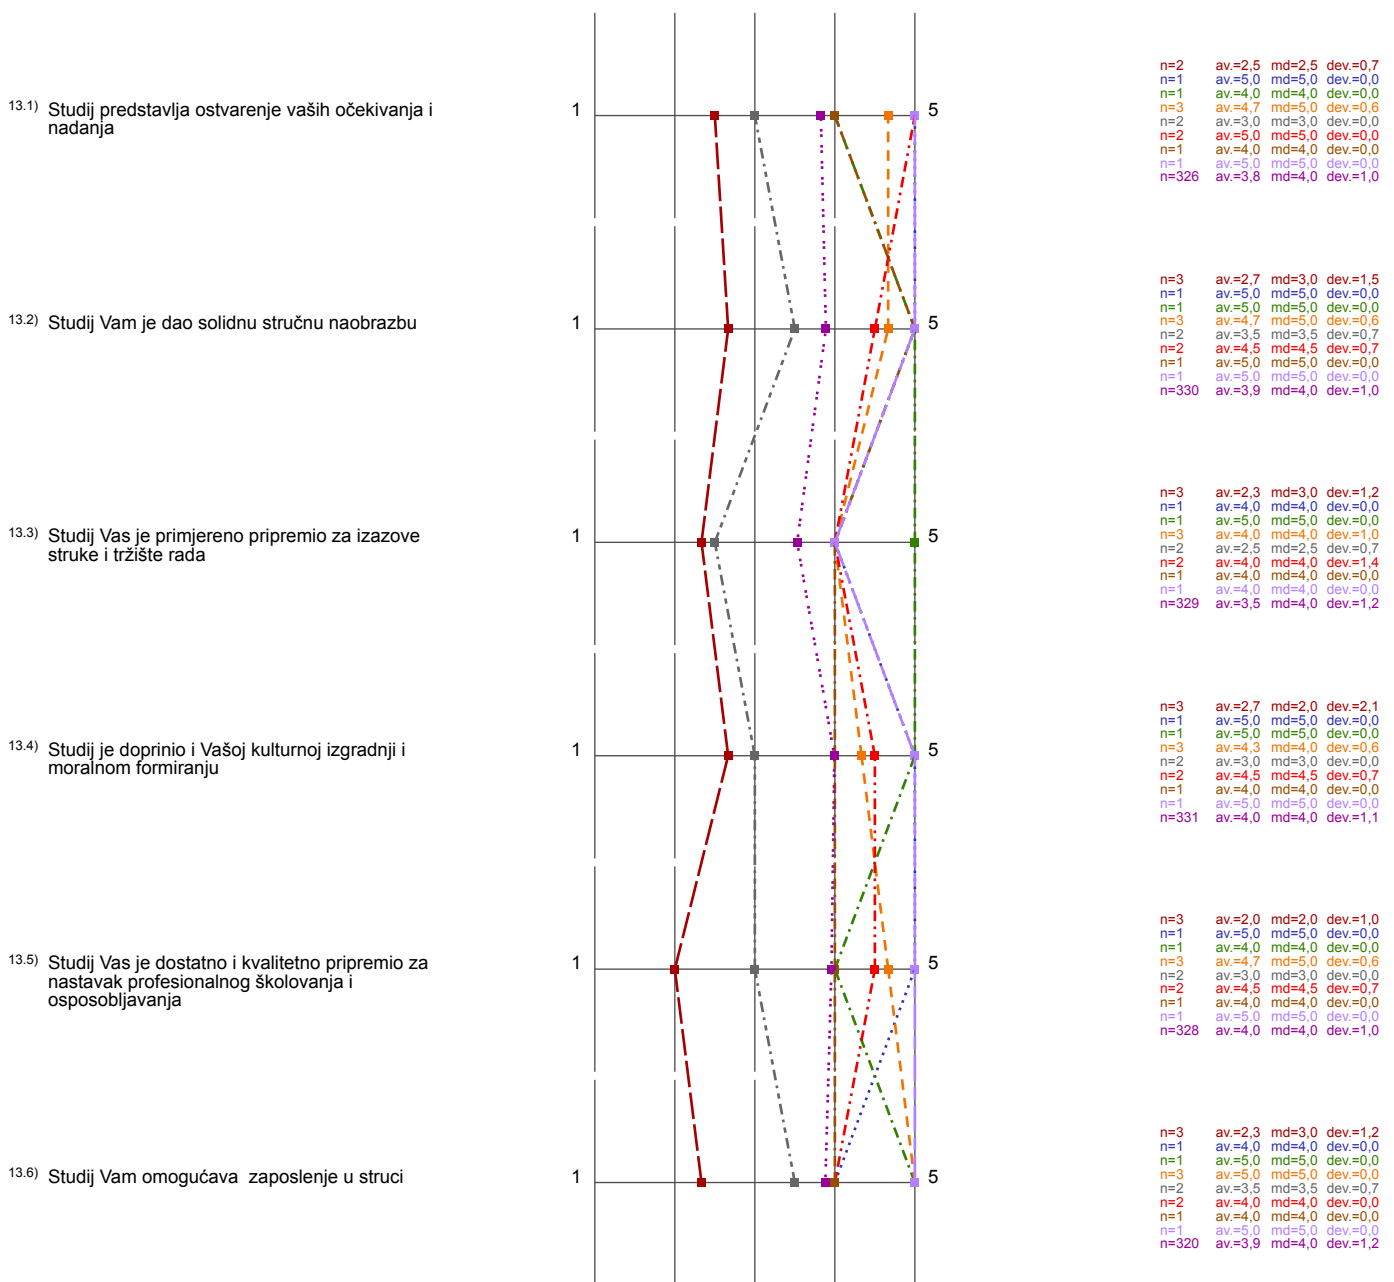 13.1) Studij predstavlja ostvarenje vaših očekivanja i
nadanja
1
5
n=2 av.=2,5 md=2,5 dev.=0,7
n=1 av.=5,0 md=5,0 dev.=0,0
n=1 av.=4,0 md=4,0 dev.=0,0
n=3 av.=4,7 md=5,0 dev.=0,6
n=2 av.=3,0 md=3,0 dev.=0,0
n=2 av.=5,0 md=5,0 dev.=0,0
n=1 av.=4,0 md=4,0 dev.=0,0
n=1 av.=5,0 md=5,0 dev.=0,0
n=326 av.=3,8 md=4,0 dev.=1,0
13.2) Studij Vam je dao solidnu stručnu naobrazbu
1
5
n=3 av.=2,7 md=3,0 dev.=1,5
n=1 av.=5,0 md=5,0 dev.=0,0
n=1 av.=5,0 md=5,0 dev.=0,0
n=3 av.=4,7 md=5,0 dev.=0,6
n=2 av.=3,5 md=3,5 dev.=0,7
n=2 av.=4,5 md=4,5 dev.=0,7
n=1 av.=5,0 md=5,0 dev.=0,0
n=1 av.=5,0 md=5,0 dev.=0,0
n=330 av.=3,9 md=4,0 dev.=1,0
13.3) Studij Vas je primjereno pripremio za izazove
struke i tržište rada
1
5
n=3 av.=2,3 md=3,0 dev.=1,2
n=1 av.=4,0 md=4,0 dev.=0,0
n=1 av.=5,0 md=5,0 dev.=0,0
n=3 av.=4,0 md=4,0 dev.=1,0
n=2 av.=2,5 md=2,5 dev.=0,7
n=2 av.=4,0 md=4,0 dev.=1,4
n=1 av.=4,0 md=4,0 dev.=0,0
n=1 av.=4,0 md=4,0 dev.=0,0
n=329 av.=3,5 md=4,0 dev.=1,2
13.4) Studij je doprinio i Vašoj kulturnoj izgradnji i
moralnom formiranju
1
5
n=3 av.=2,7 md=2,0 dev.=2,1
n=1 av.=5,0 md=5,0 dev.=0,0
n=1 av.=5,0 md=5,0 dev.=0,0
n=3 av.=4,3 md=4,0 dev.=0,6
n=2 av.=3,0 md=3,0 dev.=0,0
n=2 av.=4,5 md=4,5 dev.=0,7
n=1 av.=4,0 md=4,0 dev.=0,0
n=1 av.=5,0 md=5,0 dev.=0,0
n=331 av.=4,0 md=4,0 dev.=1,1
13.5) Studij Vas je dostatno i kvalitetno pripremio za
nastavak profesionalnog školovanja i
osposobljavanja
1
5
n=3 av.=2,0 md=2,0 dev.=1,0
n=1 av.=5,0 md=5,0 dev.=0,0
n=1 av.=4,0 md=4,0 dev.=0,0
n=3 av.=4,7 md=5,0 dev.=0,6
n=2 av.=3,0 md=3,0 dev.=0,0
n=2 av.=4,5 md=4,5 dev.=0,7
n=1 av.=4,0 md=4,0 dev.=0,0
n=1 av.=5,0 md=5,0 dev.=0,0
n=328 av.=4,0 md=4,0 dev.=1,0
13.6) Studij Vam omogućava zaposlenje u struci
1
5
n=3 av.=2,3 md=3,0 dev.=1,2
n=1 av.=4,0 md=4,0 dev.=0,0
n=1 av.=5,0 md=5,0 dev.=0,0
n=3 av.=5,0 md=5,0 dev.=0,0
n=2 av.=3,5 md=3,5 dev.=0,7
n=2 av.=4,0 md=4,0 dev.=0,0
n=1 av.=4,0 md=4,0 dev.=0,0
n=1 av.=5,0 md=5,0 dev.=0,0
n=320 av.=3,9 md=4,0 dev.=1,2